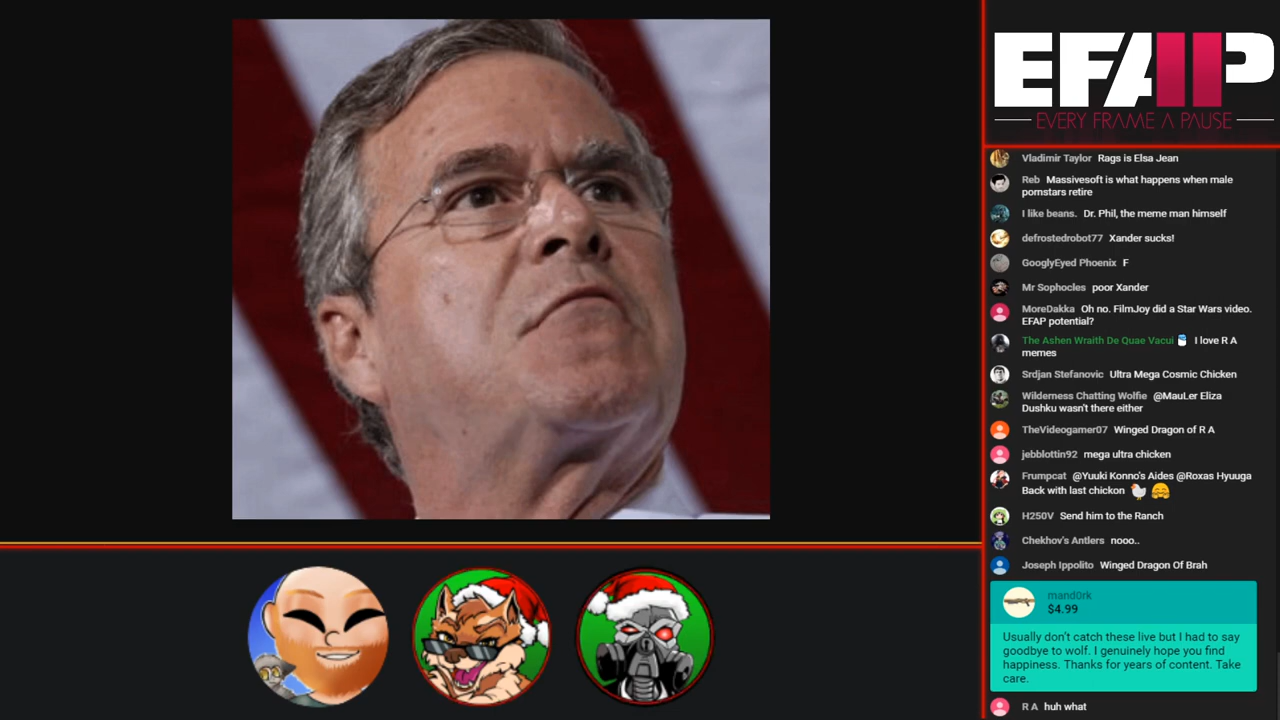 EFAP
EVERY FRAME A PAUSE
Vladimir Taylor Rags is Elsa Jean
Reb Massivesoft is what happens when male
pornstars retire
I like beans. Dr. Phil, the meme man himself
defrostedrobot77 Xander sucks!
GooglyEyed Phoenix F
Mr Sophocles poor Xander
MoreDakka Oh no. FilmJoy did a Star Wars video.
EFAP potential?
The Ashen Wraith De Quae Vacui I love R A
memes
Srdjan Stefanovic Ultra Mega Cosmic Chicken
Wilderness Chatting Wolfie @MauLer Eliza
Dushku wasn't there either
TheVideogamer07 Winged Dragon of R A
jebblottin92 mega ultra chicken
Frumpcat @Yuuki Konno's Aides @Roxas Hyuuga
Back with last chickon 🐓 🤗
H250V Send him to the Ranch
Chekhov's Antlers nooo..
Joseph Ippolito Winged Dragon Of Brah
mand0rk
$4.99
Usually don't catch these live but I had to say
goodbye to wolf. I genuinely hope you find
happiness. Thanks for years of content. Take
care.
R A huh what